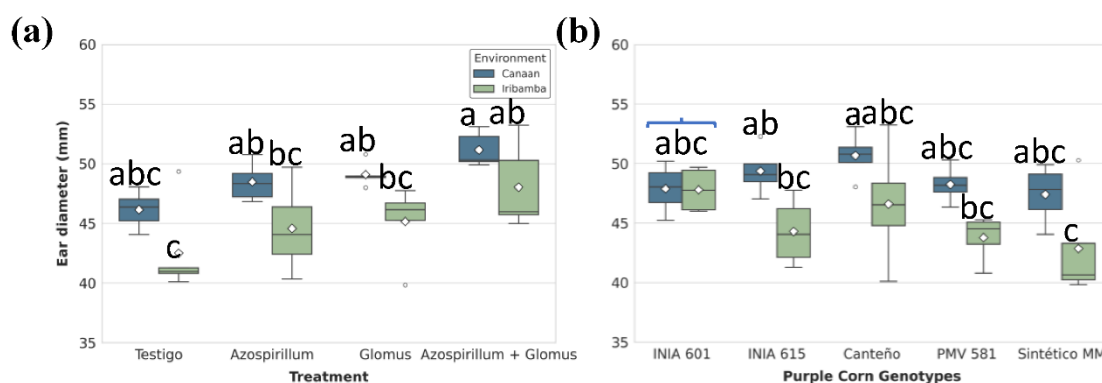 (a)
Ear diameter (mm)
60
55
50
45
40
35
Environment
Canaan
Iribamba
abc
c
ab
bc
ab
bc
a
ab
Testigo
Azospirillum
Glomus
Azospirillum + Glomus
Treatment
(b)
60
55
50
45
40
35
abc
ab
bc
a
abc
abc
bc
abc
c
INIA 601
INIA 615
Canteño
PMV 581
Sintético MM
Purple Corn Genotypes